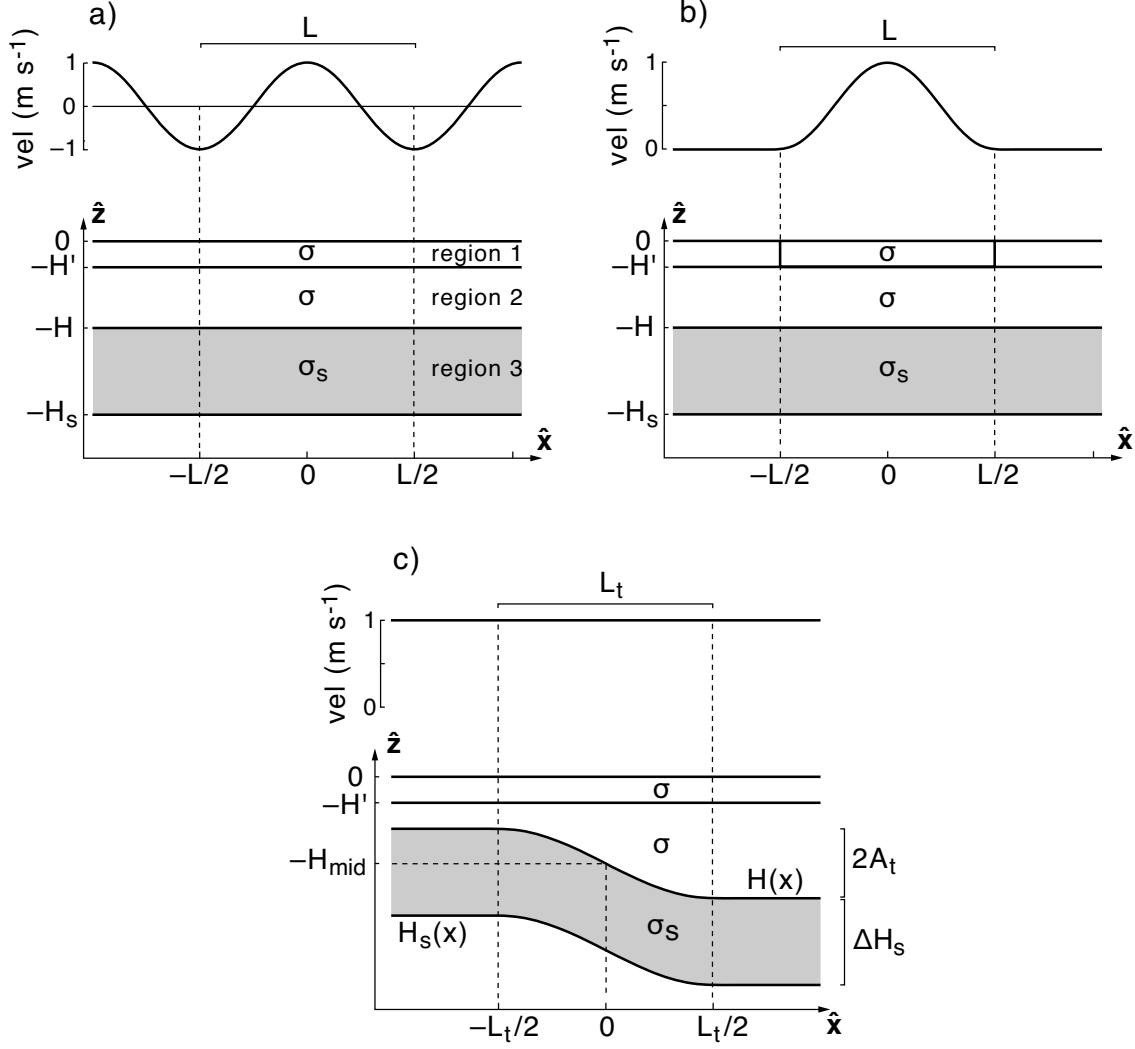 a)
L
vel (m s⁻¹)
1
0
−1
ẑ
0
−H'
−H
−Hₛ
σ region 1
σ region 2
σₛ region 3
x̂
−L/2 0 L/2
b)
L
vel (m s⁻¹)
1
0
ẑ
0
−H'
−H
−Hₛ
σ
σ
σₛ
x̂
−L/2 0 L/2
c)
Lₜ
vel (m s⁻¹)
1
0
ẑ
0
−H'
−Hmid
σ
σ
2Aₜ
H(x)
Hₛ(x)
σₛ
ΔHₛ
−Lₜ/2 0 Lₜ/2
x̂